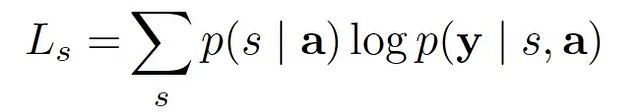 L_s = \sum_s p(s \mid \mathbf{a}) \log p(\mathbf{y} \mid s, \mathbf{a})